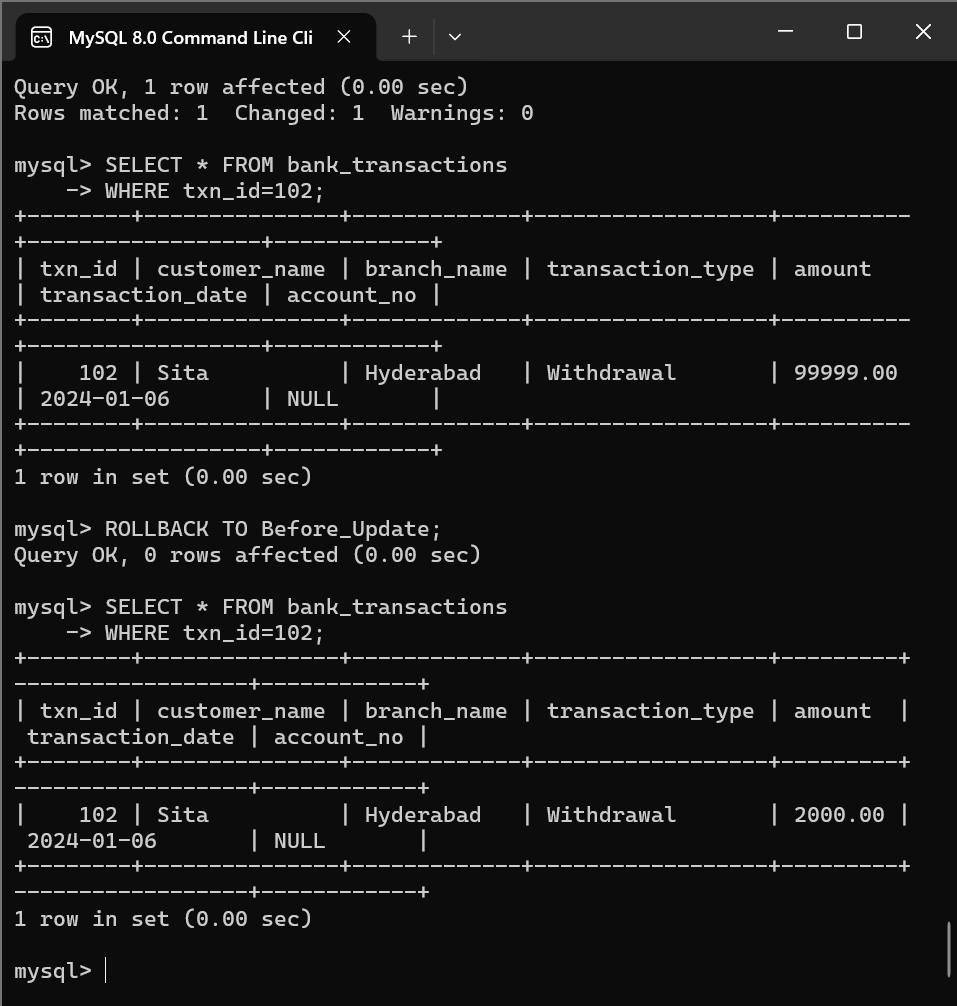 MySQL 8.0 Command Line Cli
Query OK, 1 row affected (0.00 sec)
Rows matched: 1  Changed: 1  Warnings: 0
mysql> SELECT * FROM bank_transactions
    -> WHERE txn_id=102;
+--------+---------------+-------------+------------------+----------
+------------------+------------+
| txn_id | customer_name | branch_name | transaction_type | amount
| transaction_date | account_no |
+--------+---------------+-------------+------------------+----------
+------------------+------------+
|    102 | Sita          | Hyderabad   | Withdrawal       | 99999.00
| 2024-01-06       | NULL       |
+--------+---------------+-------------+------------------+----------
+------------------+------------+
1 row in set (0.00 sec)
mysql> ROLLBACK TO Before_Update;
Query OK, 0 rows affected (0.00 sec)
mysql> SELECT * FROM bank_transactions
    -> WHERE txn_id=102;
+--------+---------------+-------------+------------------+---------+
------------------+------------+
| txn_id | customer_name | branch_name | transaction_type | amount  |
 transaction_date | account_no |
+--------+---------------+-------------+------------------+---------+
------------------+------------+
|    102 | Sita          | Hyderabad   | Withdrawal       | 2000.00 |
 2024-01-06       | NULL       |
+--------+---------------+-------------+------------------+---------+
------------------+------------+
1 row in set (0.00 sec)
mysql>